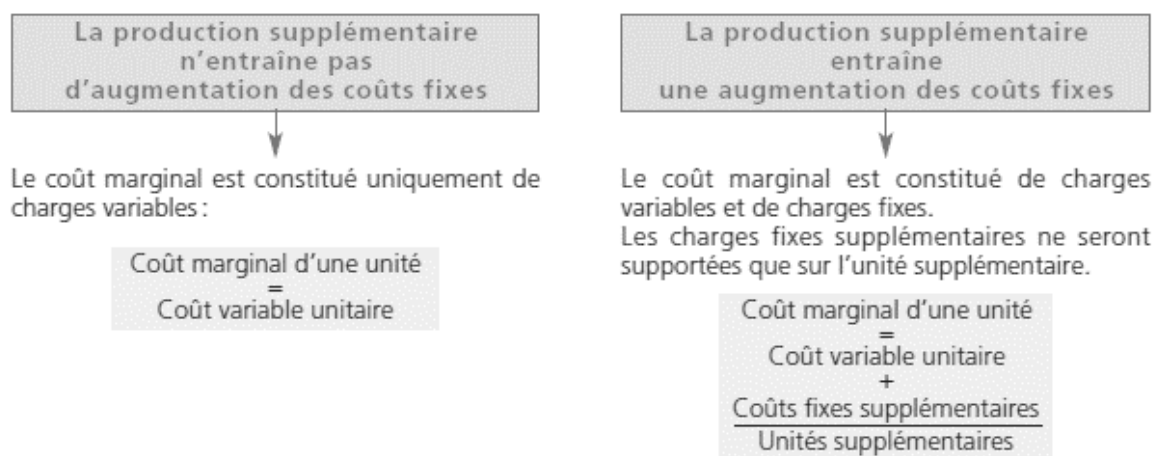 La production supplémentaire
n'entraîne pas
d'augmentation des coûts fixes
Le coût marginal est constitué uniquement de
charges variables :
Coût marginal d'une unité
=
Coût variable unitaire
La production supplémentaire
entraîne
une augmentation des coûts fixes
Le coût marginal est constitué de charges
variables et de charges fixes.
Les charges fixes supplémentaires ne seront
supportées que sur l'unité supplémentaire.
Coût marginal d'une unité
=
Coût variable unitaire
+
Coûts fixes supplémentaires
Unités supplémentaires